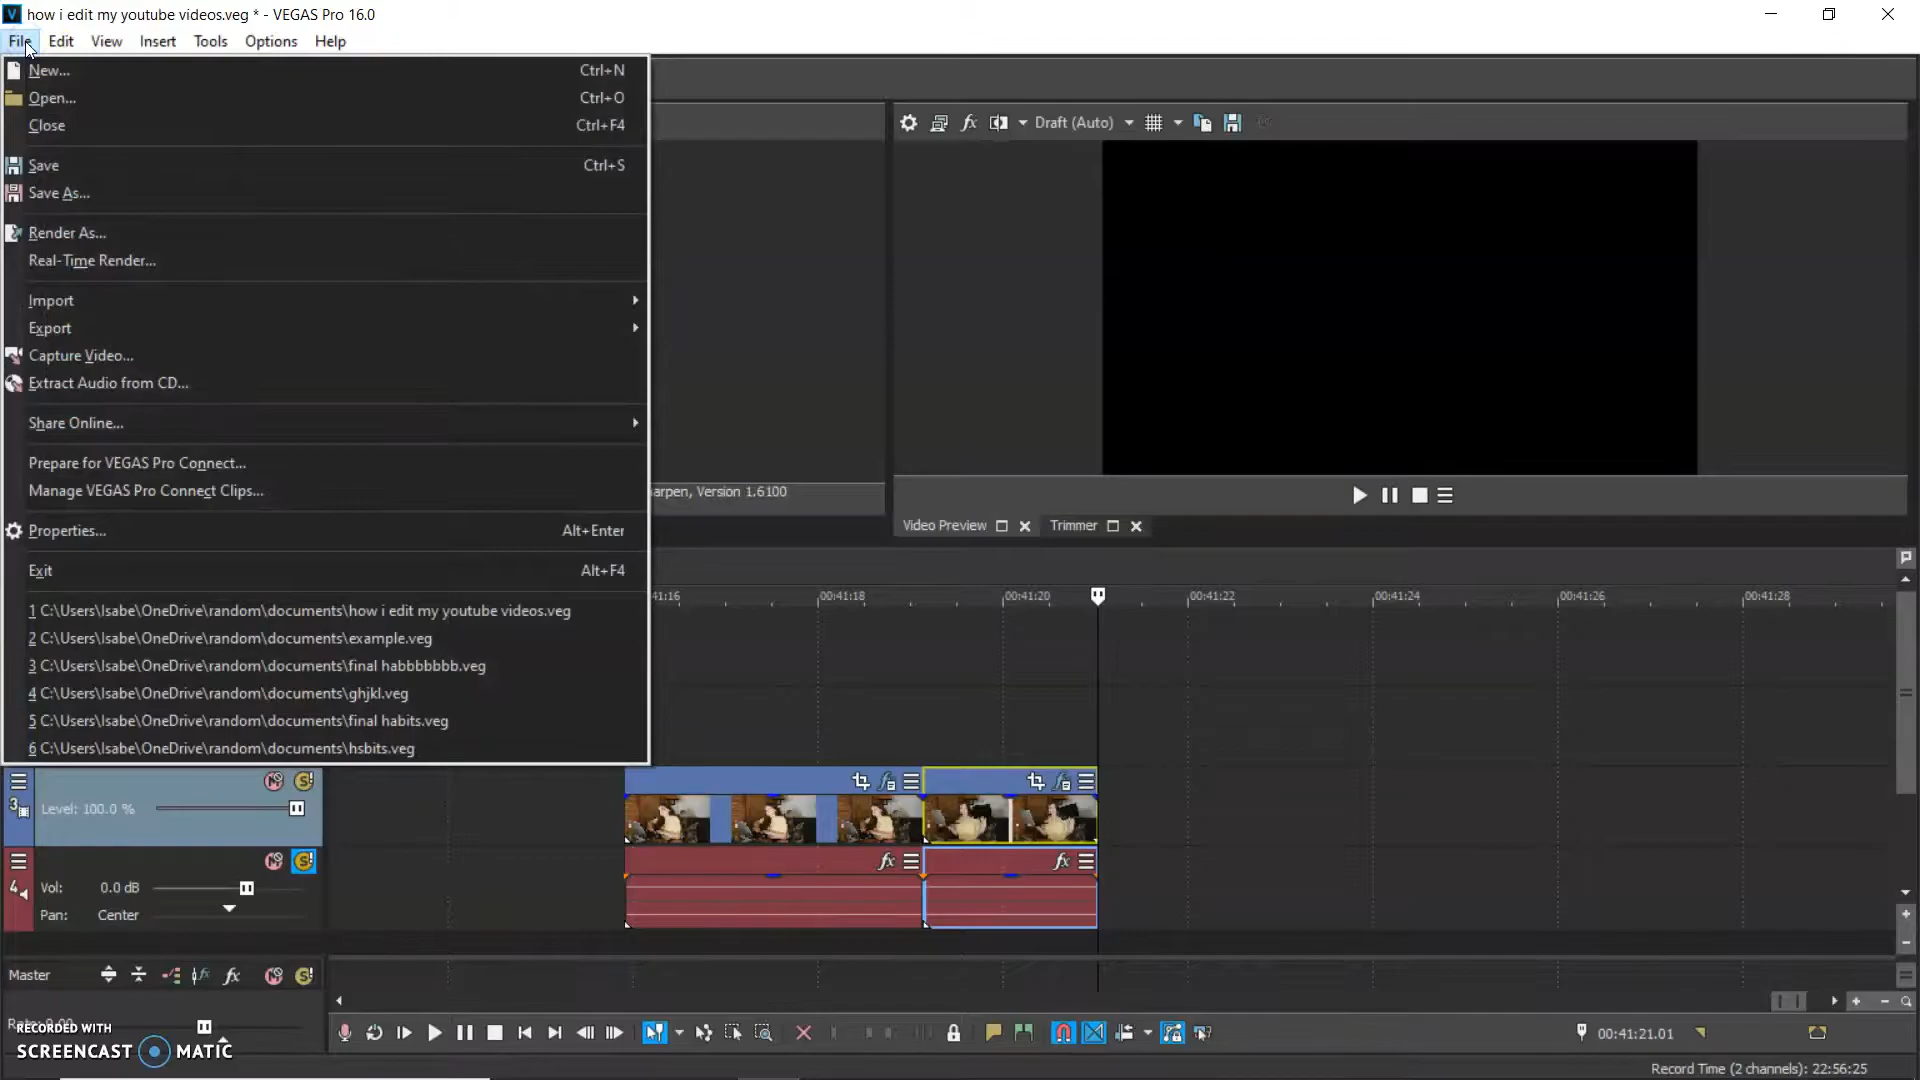 how i edit my youtube videos.veg * - VEGAS Pro 16.0
File Edit View Insert Tools Options Help
New... Ctrl+N
Open... Ctrl+O
Close Ctrl+F4
Save Ctrl+S
Save As...
Render As...
Real-Time Render...
Import
Export
Capture Video...
Extract Audio from CD...
Share Online...
Prepare for VEGAS Pro Connect...
Manage VEGAS Pro Connect Clips...
Properties... Alt+Enter
Exit Alt+F4
1 C:\Users\Isabe\OneDrive\random\documents\how i edit my youtube videos.veg
2 C:\Users\Isabe\OneDrive\random\documents\example.veg
3 C:\Users\Isabe\OneDrive\random\documents\final habbbbbbb.veg
4 C:\Users\Isabe\OneDrive\random\documents\ghjkl.veg
5 C:\Users\Isabe\OneDrive\random\documents\final habits.veg
6 C:\Users\Isabe\OneDrive\random\documents\hsbits.veg
Draft (Auto)
arpen, Version 1.6100
Video Preview Trimmer
41:16 00:41:18 00:41:20 00:41:22 00:41:24 00:41:26 00:41:28
3 Level: 100.0 %
4 Vol: 0.0 dB
Pan: Center
Master
RECORDED WITH
SCREENCAST MATIC
00:41:21.01
Record Time (2 channels): 22:56:25